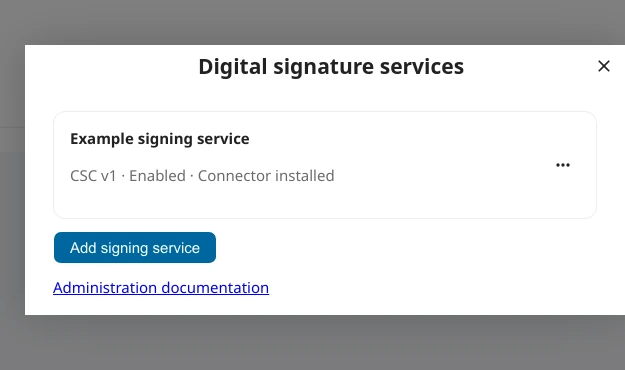 Digital signature services
Example signing service
CSC v1 · Enabled · Connector installed
Add signing service
Administration documentation